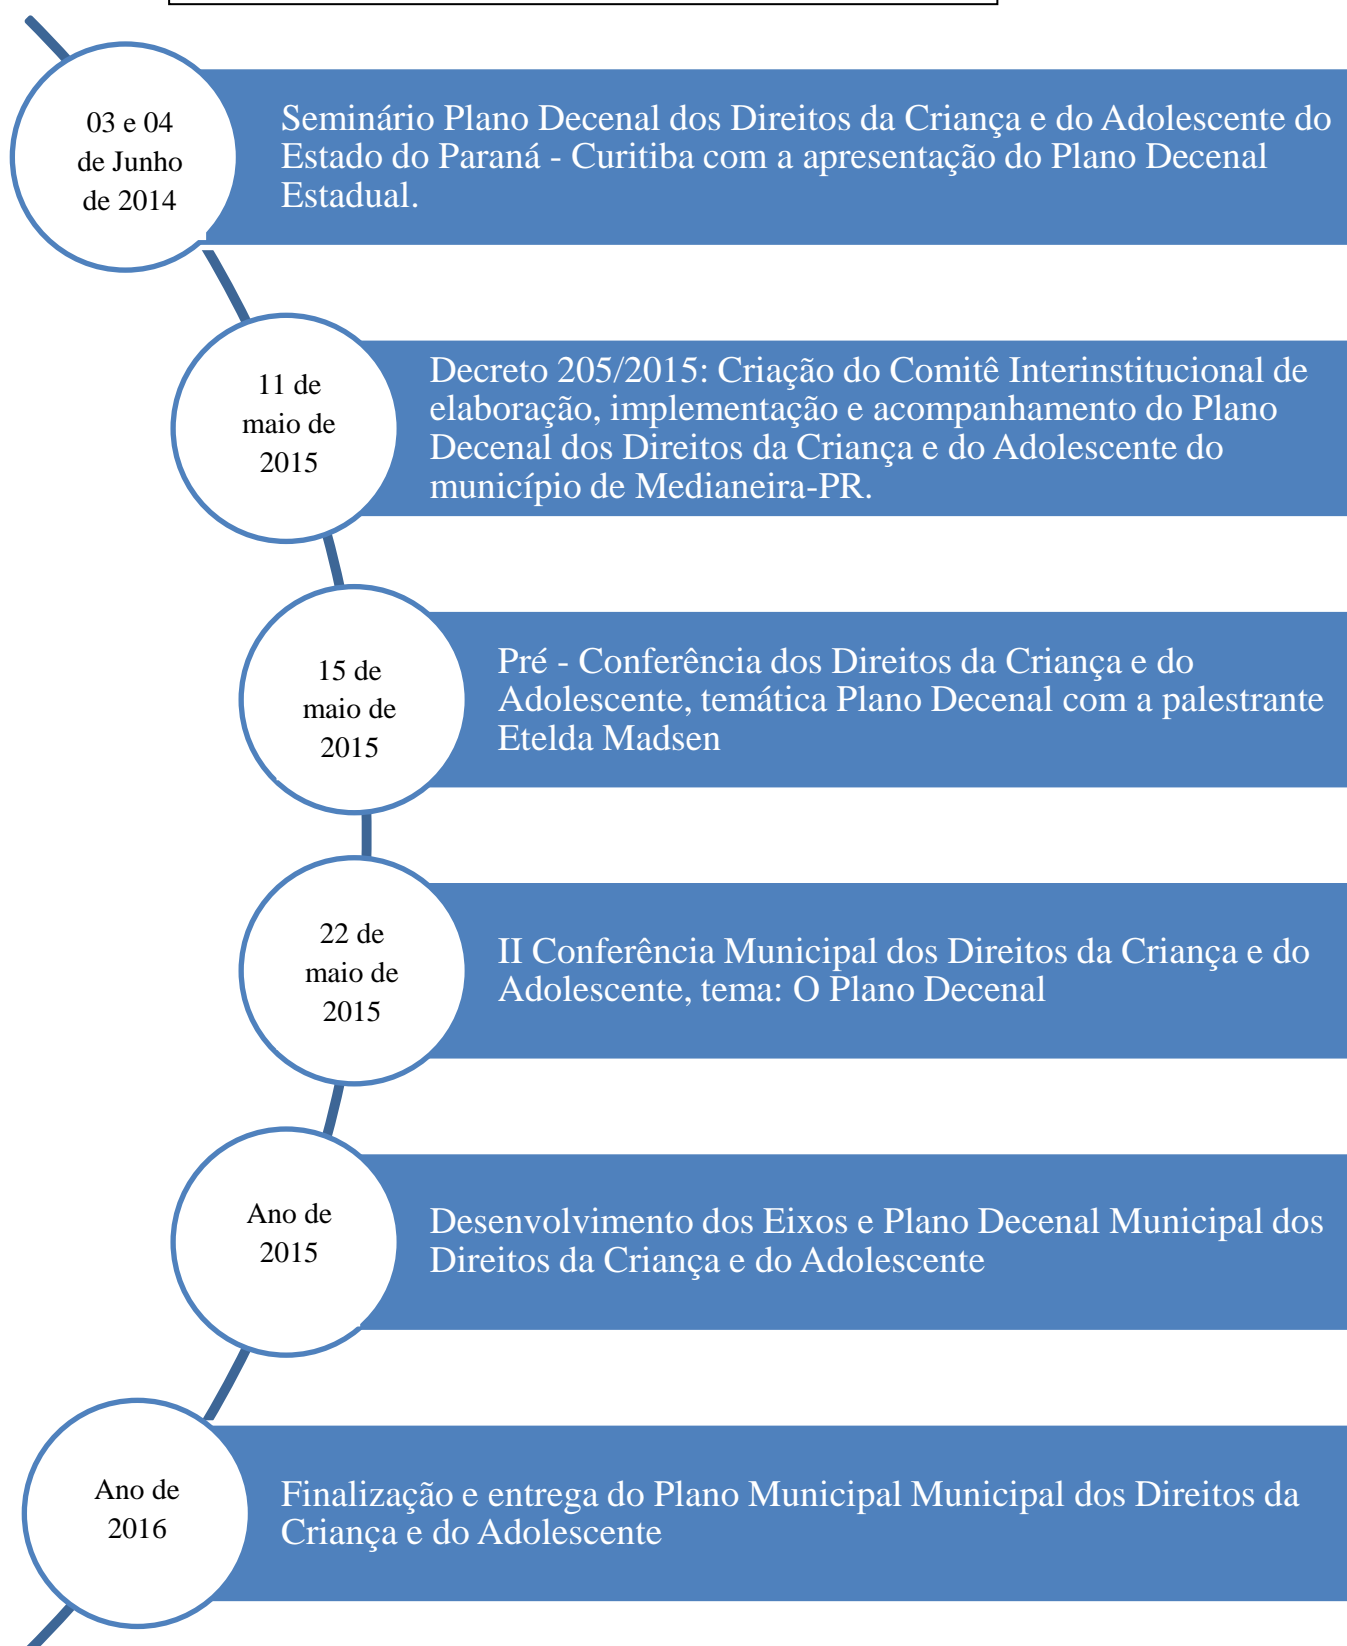 03 e 04
de Junho
de 2014
Seminário Plano Decenal dos Direitos da Criança e do Adolescente do
Estado do Paraná - Curitiba com a apresentação do Plano Decenal
Estadual.
11 de
maio de
2015
Decreto 205/2015: Criação do Comitê Interinstitucional de
elaboração, implementação e acompanhamento do Plano
Decenal dos Direitos da Criança e do Adolescente do
município de Medianeira-PR.
15 de
maio de
2015
Pré - Conferência dos Direitos da Criança e do
Adolescente, temática Plano Decenal com a palestrante
Etelda Madsen
22 de
maio de
2015
II Conferência Municipal dos Direitos da Criança e do
Adolescente, tema: O Plano Decenal
Ano de
2015
Desenvolvimento dos Eixos e Plano Decenal Municipal dos
Direitos da Criança e do Adolescente
Ano de
2016
Finalização e entrega do Plano Municipal Municipal dos Direitos da
Criança e do Adolescente